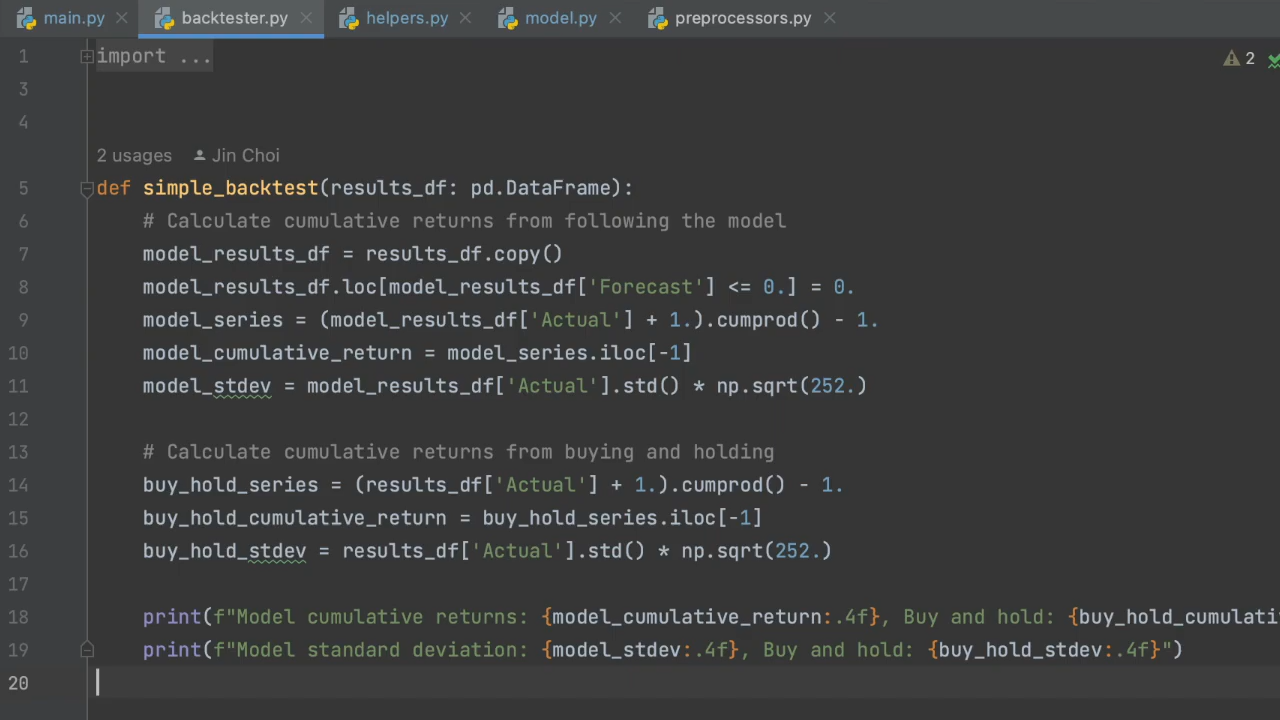 main.py backtester.py helpers.py model.py preprocessors.py
1 import ...
2
3
4
2 usages Jin Choi
5 def simple_backtest(results_df: pd.DataFrame):
6 # Calculate cumulative returns from following the model
7 model_results_df = results_df.copy()
8 model_results_df.loc[model_results_df['Forecast'] <= 0.] = 0.
9 model_series = (model_results_df['Actual'] + 1.).cumprod() - 1.
10 model_cumulative_return = model_series.iloc[-1]
11 model_stdev = model_results_df['Actual'].std() * np.sqrt(252.)
12
13 # Calculate cumulative returns from buying and holding
14 buy_hold_series = (results_df['Actual'] + 1.).cumprod() - 1.
15 buy_hold_cumulative_return = buy_hold_series.iloc[-1]
16 buy_hold_stdev = results_df['Actual'].std() * np.sqrt(252.)
17
18 print(f"Model cumulative returns: {model_cumulative_return:.4f}, Buy and hold: {buy_hold_cumulati
19 print(f"Model standard deviation: {model_stdev:.4f}, Buy and hold: {buy_hold_stdev:.4f}")
20